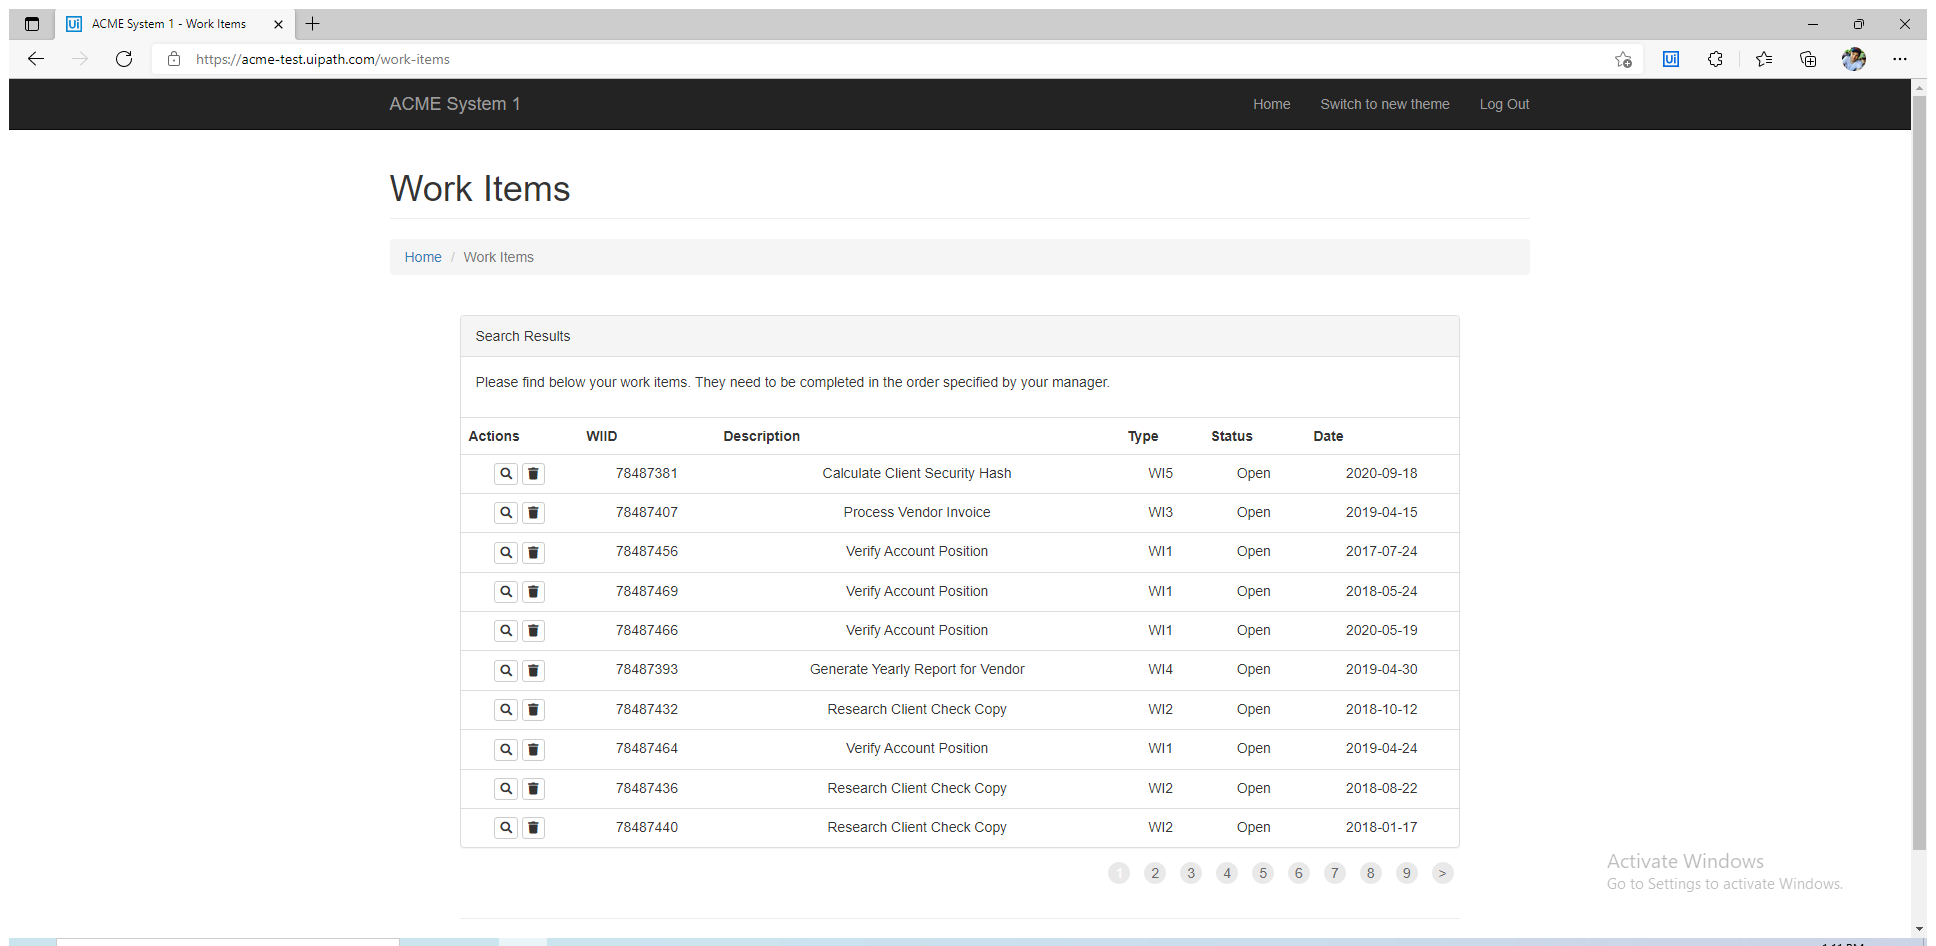 Ui ACME System 1 - Work Items
https://acme-test.uipath.com/work-items Ui
ACME System 1 Home Switch to new theme Log Out
Work Items
Home / Work Items
Search Results
Please find below your work items. They need to be completed in the order specified by your manager.
Actions WIID Description Type Status Date
78487381 Calculate Client Security Hash WI5 Open 2020-09-18
78487407 Process Vendor Invoice WI3 Open 2019-04-15
78487456 Verify Account Position WI1 Open 2017-07-24
78487469 Verify Account Position WI1 Open 2018-05-24
78487466 Verify Account Position WI1 Open 2020-05-19
78487393 Generate Yearly Report for Vendor WI4 Open 2019-04-30
78487432 Research Client Check Copy WI2 Open 2018-10-12
78487464 Verify Account Position WI1 Open 2019-04-24
78487436 Research Client Check Copy WI2 Open 2018-08-22
78487440 Research Client Check Copy WI2 Open 2018-01-17
1 2 3 4 5 6 7 8 9 >
Activate Windows
Go to Settings to activate Windows.